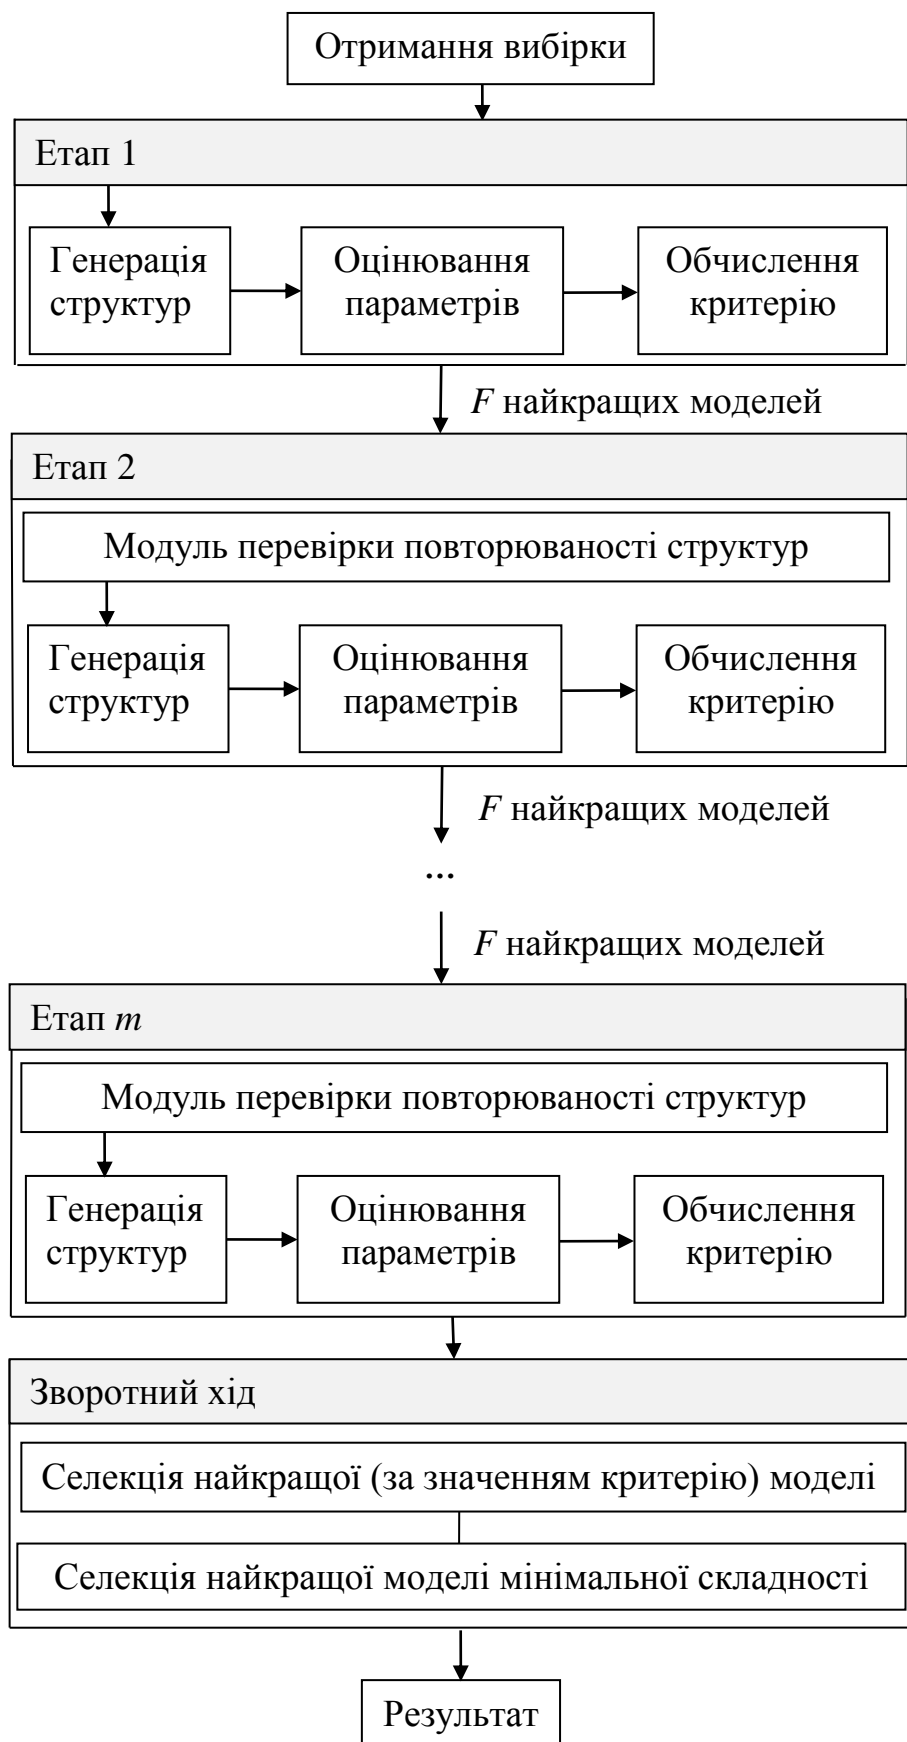 Отримання вибірки
Етап 1
Генерація
структур
Оцінювання
параметрів
Обчислення
критерію
F найкращих моделей
Етап 2
Модуль перевірки повторюваності структур
Генерація
структур
Оцінювання
параметрів
Обчислення
критерію
F найкращих моделей
...
F найкращих моделей
Етап m
Модуль перевірки повторюваності структур
Генерація
структур
Оцінювання
параметрів
Обчислення
критерію
Зворотний хід
Селекція найкращої (за значенням критерію) моделі
Селекція найкращої моделі мінімальної складності
Результат